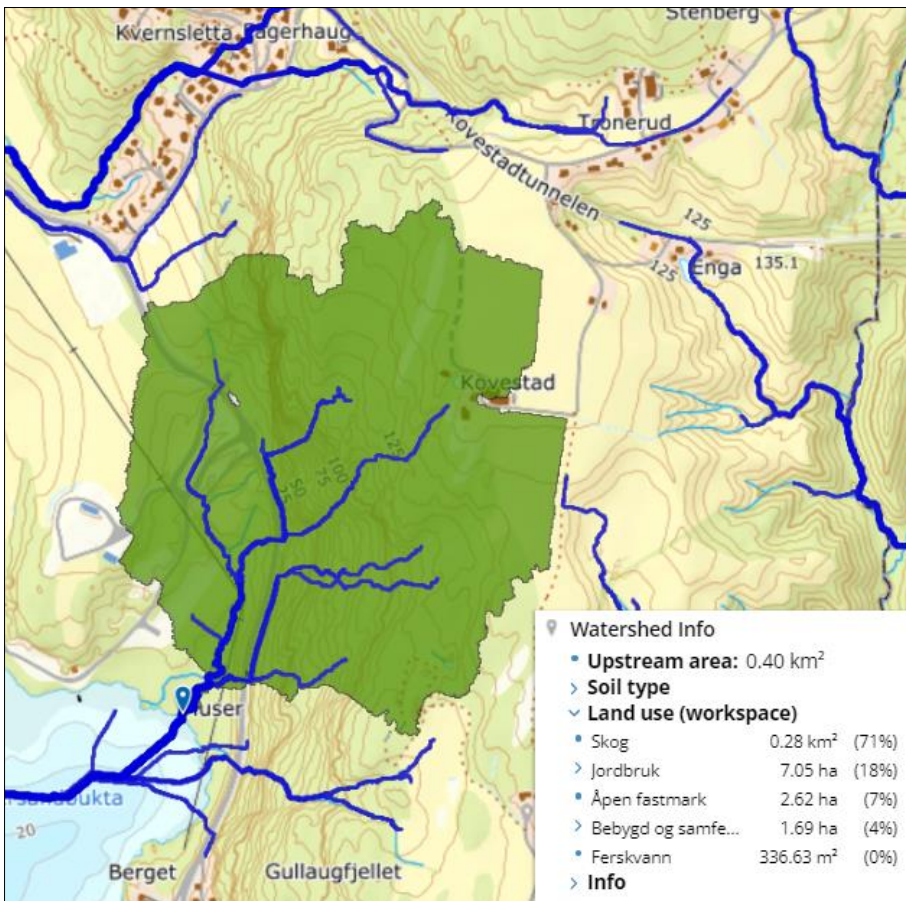 Stenberg
Kvernsletta
Fagerhaug
Tronerud
Kovestadtunnelen
125
Enga
135.1
125
Kovestad
125
100
75
50
25
Berget
Gullaugfjellet
20
Watershed Info
Upstream area: 0.40 km²
Soil type
Land use (workspace)
Skog 0.28 km² (71%)
Jordbruk 7.05 ha (18%)
Åpen fastmark 2.62 ha (7%)
Bebygd og samfe... 1.69 ha (4%)
Ferskvann 336.63 m² (0%)
Info